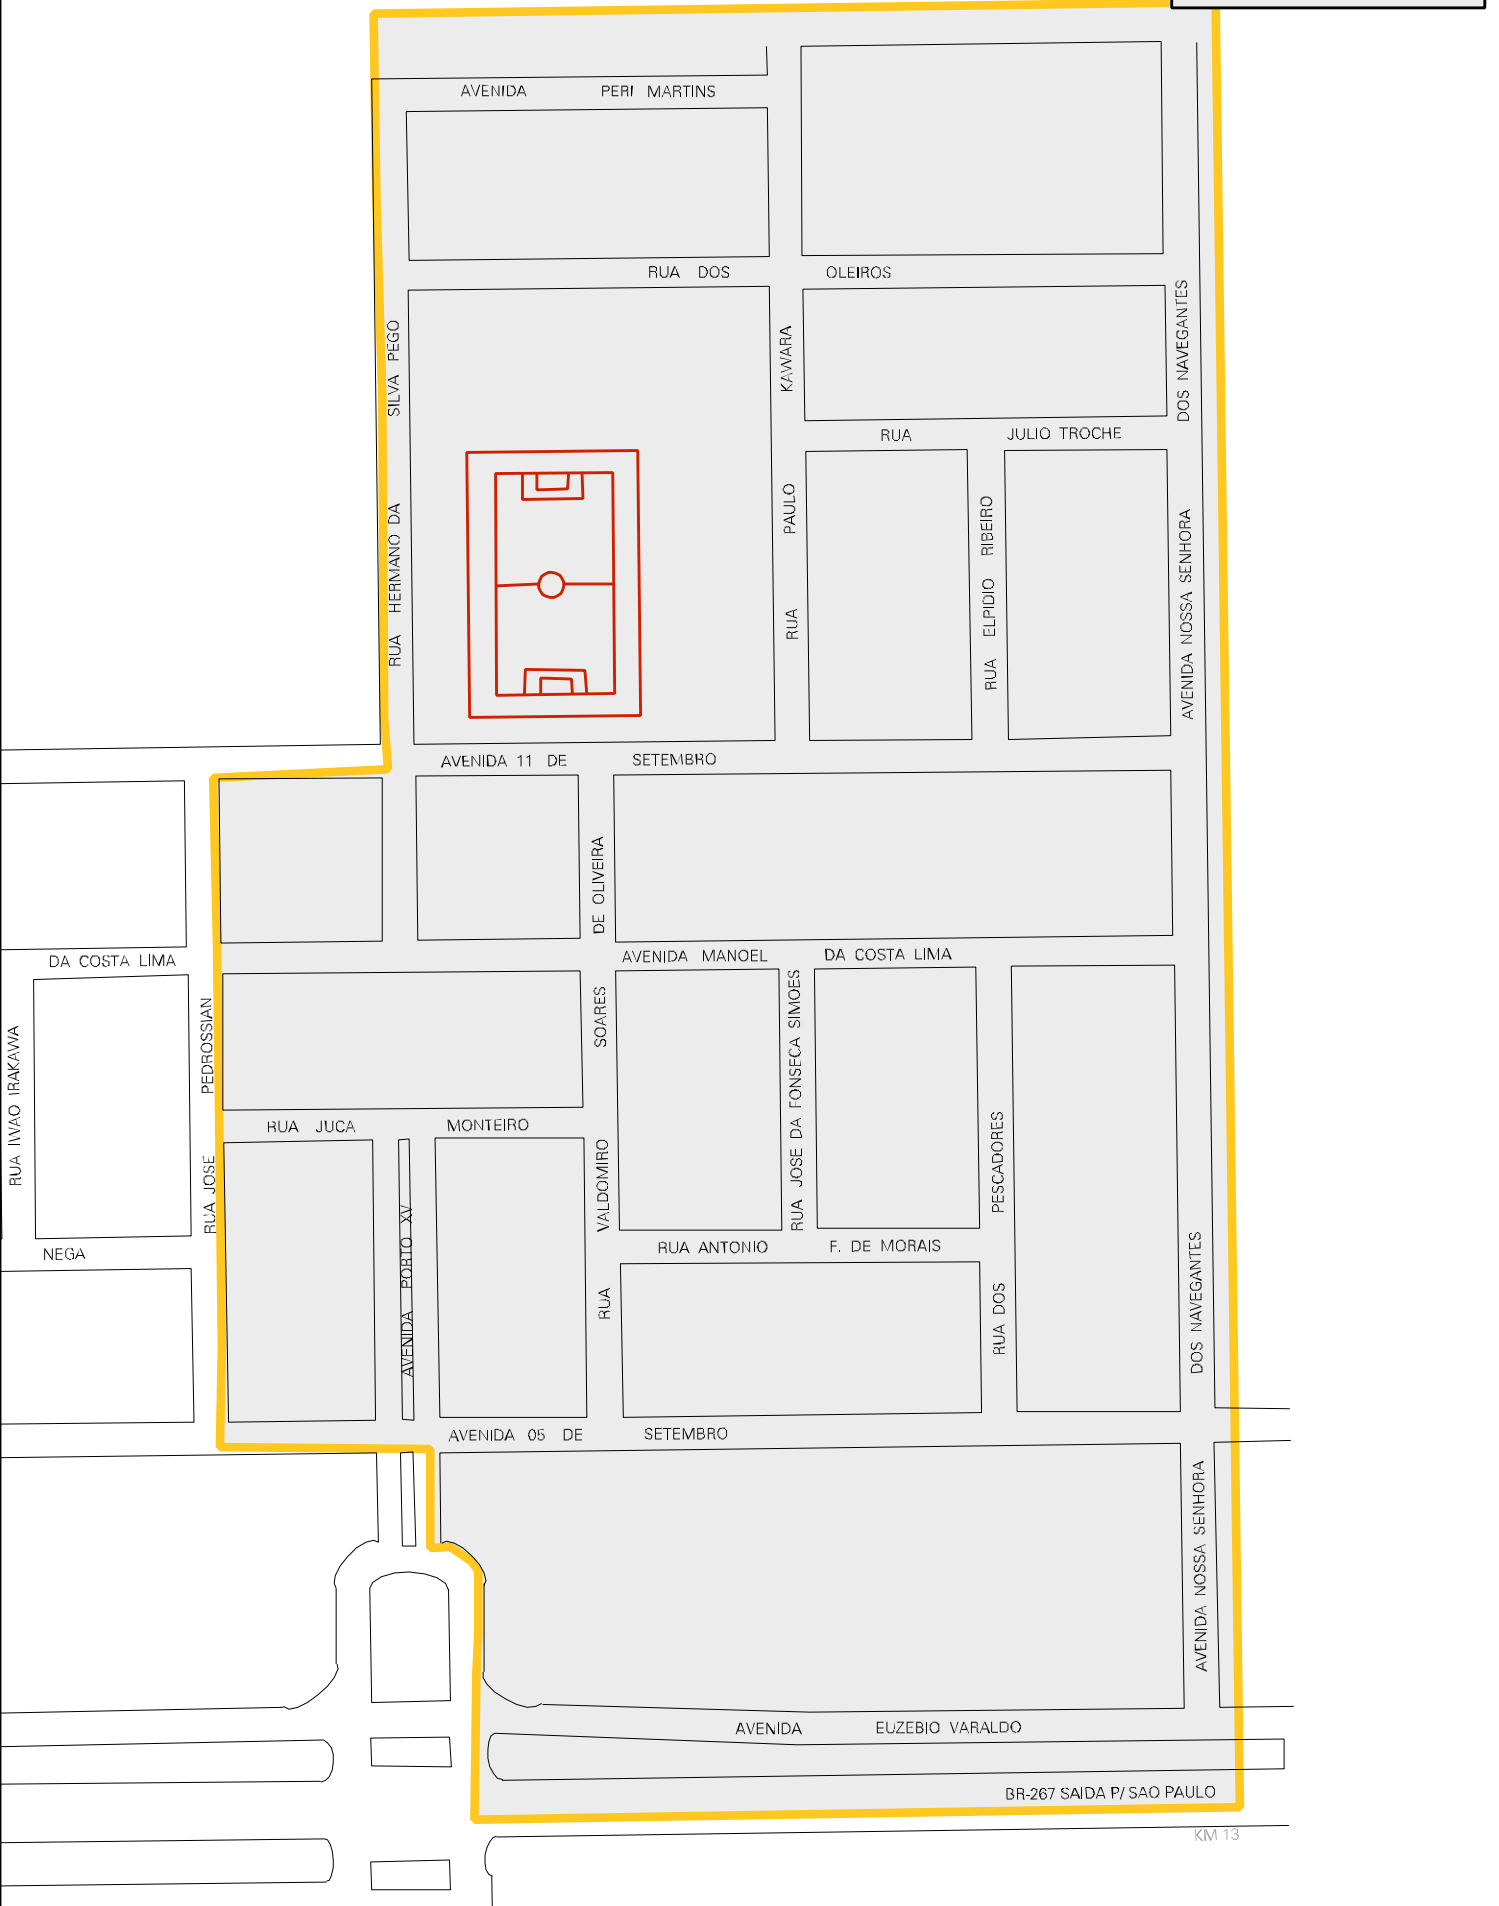 AVENIDA PERI MARTINS
RUA DOS OLEIROS
RUA HERMANO DA SILVA PEGO
RUA PAULO KAWARA
AVENIDA NOSSA SENHORA DOS NAVEGANTES
RUA JULIO TROCHE
RUA ELPIDIO RIBEIRO
AVENIDA 11 DE SETEMBRO
RUA VALDOMIRO SOARES DE OLIVEIRA
DA COSTA LIMA
AVENIDA MANOEL DA COSTA LIMA
RUA IWAO IRAKAWA
RUA JOSE PEDROSSIAN
RUA JOSE DA FONSECA SIMOES
RUA DOS PESCADORES
RUA JUCA MONTEIRO
AVENIDA PORTO XV
NEGA
RUA ANTONIO F. DE MORAIS
AVENIDA 05 DE SETEMBRO
AVENIDA NOSSA SENHORA DOS NAVEGANTES
AVENIDA EUZEBIO VARALDO
BR-267 SAIDA P/ SAO PAULO
KM 13